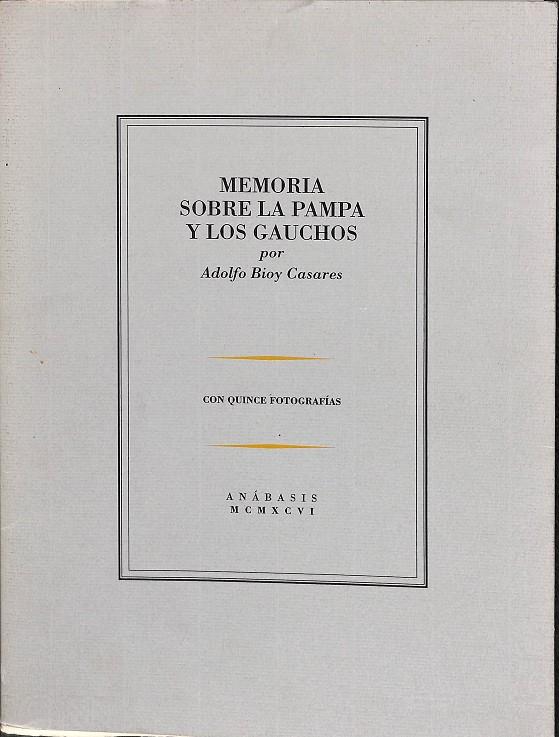 MEMORIA
SOBRE LA PAMPA
Y LOS GAUCHOS
por
Adolfo Bioy Casares
CON QUINCE FOTOGRAFÍAS
ANÁBASIS
MCMXCVI